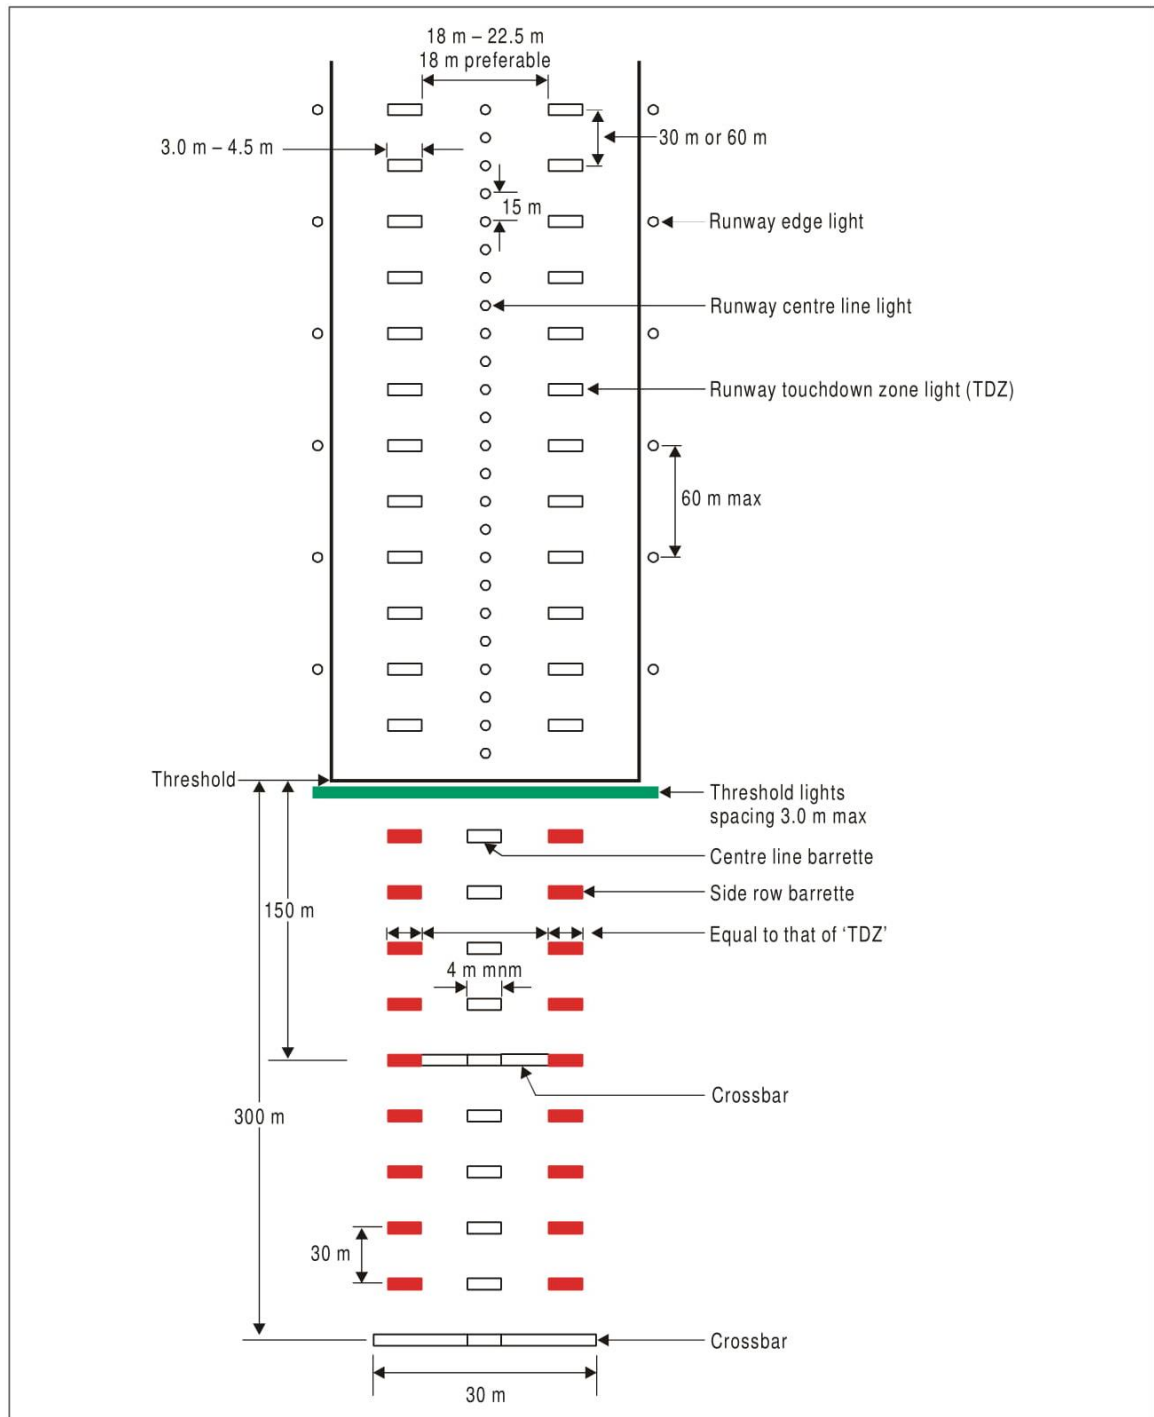 18 m – 22.5 m
18 m preferable
3.0 m – 4.5 m
30 m or 60 m
15 m
Runway edge light
Runway centre line light
Runway touchdown zone light (TDZ)
60 m max
Threshold
Threshold lights
spacing 3.0 m max
Centre line barrette
Side row barrette
150 m
Equal to that of ‘TDZ’
4 m mnm
Crossbar
300 m
30 m
Crossbar
30 m